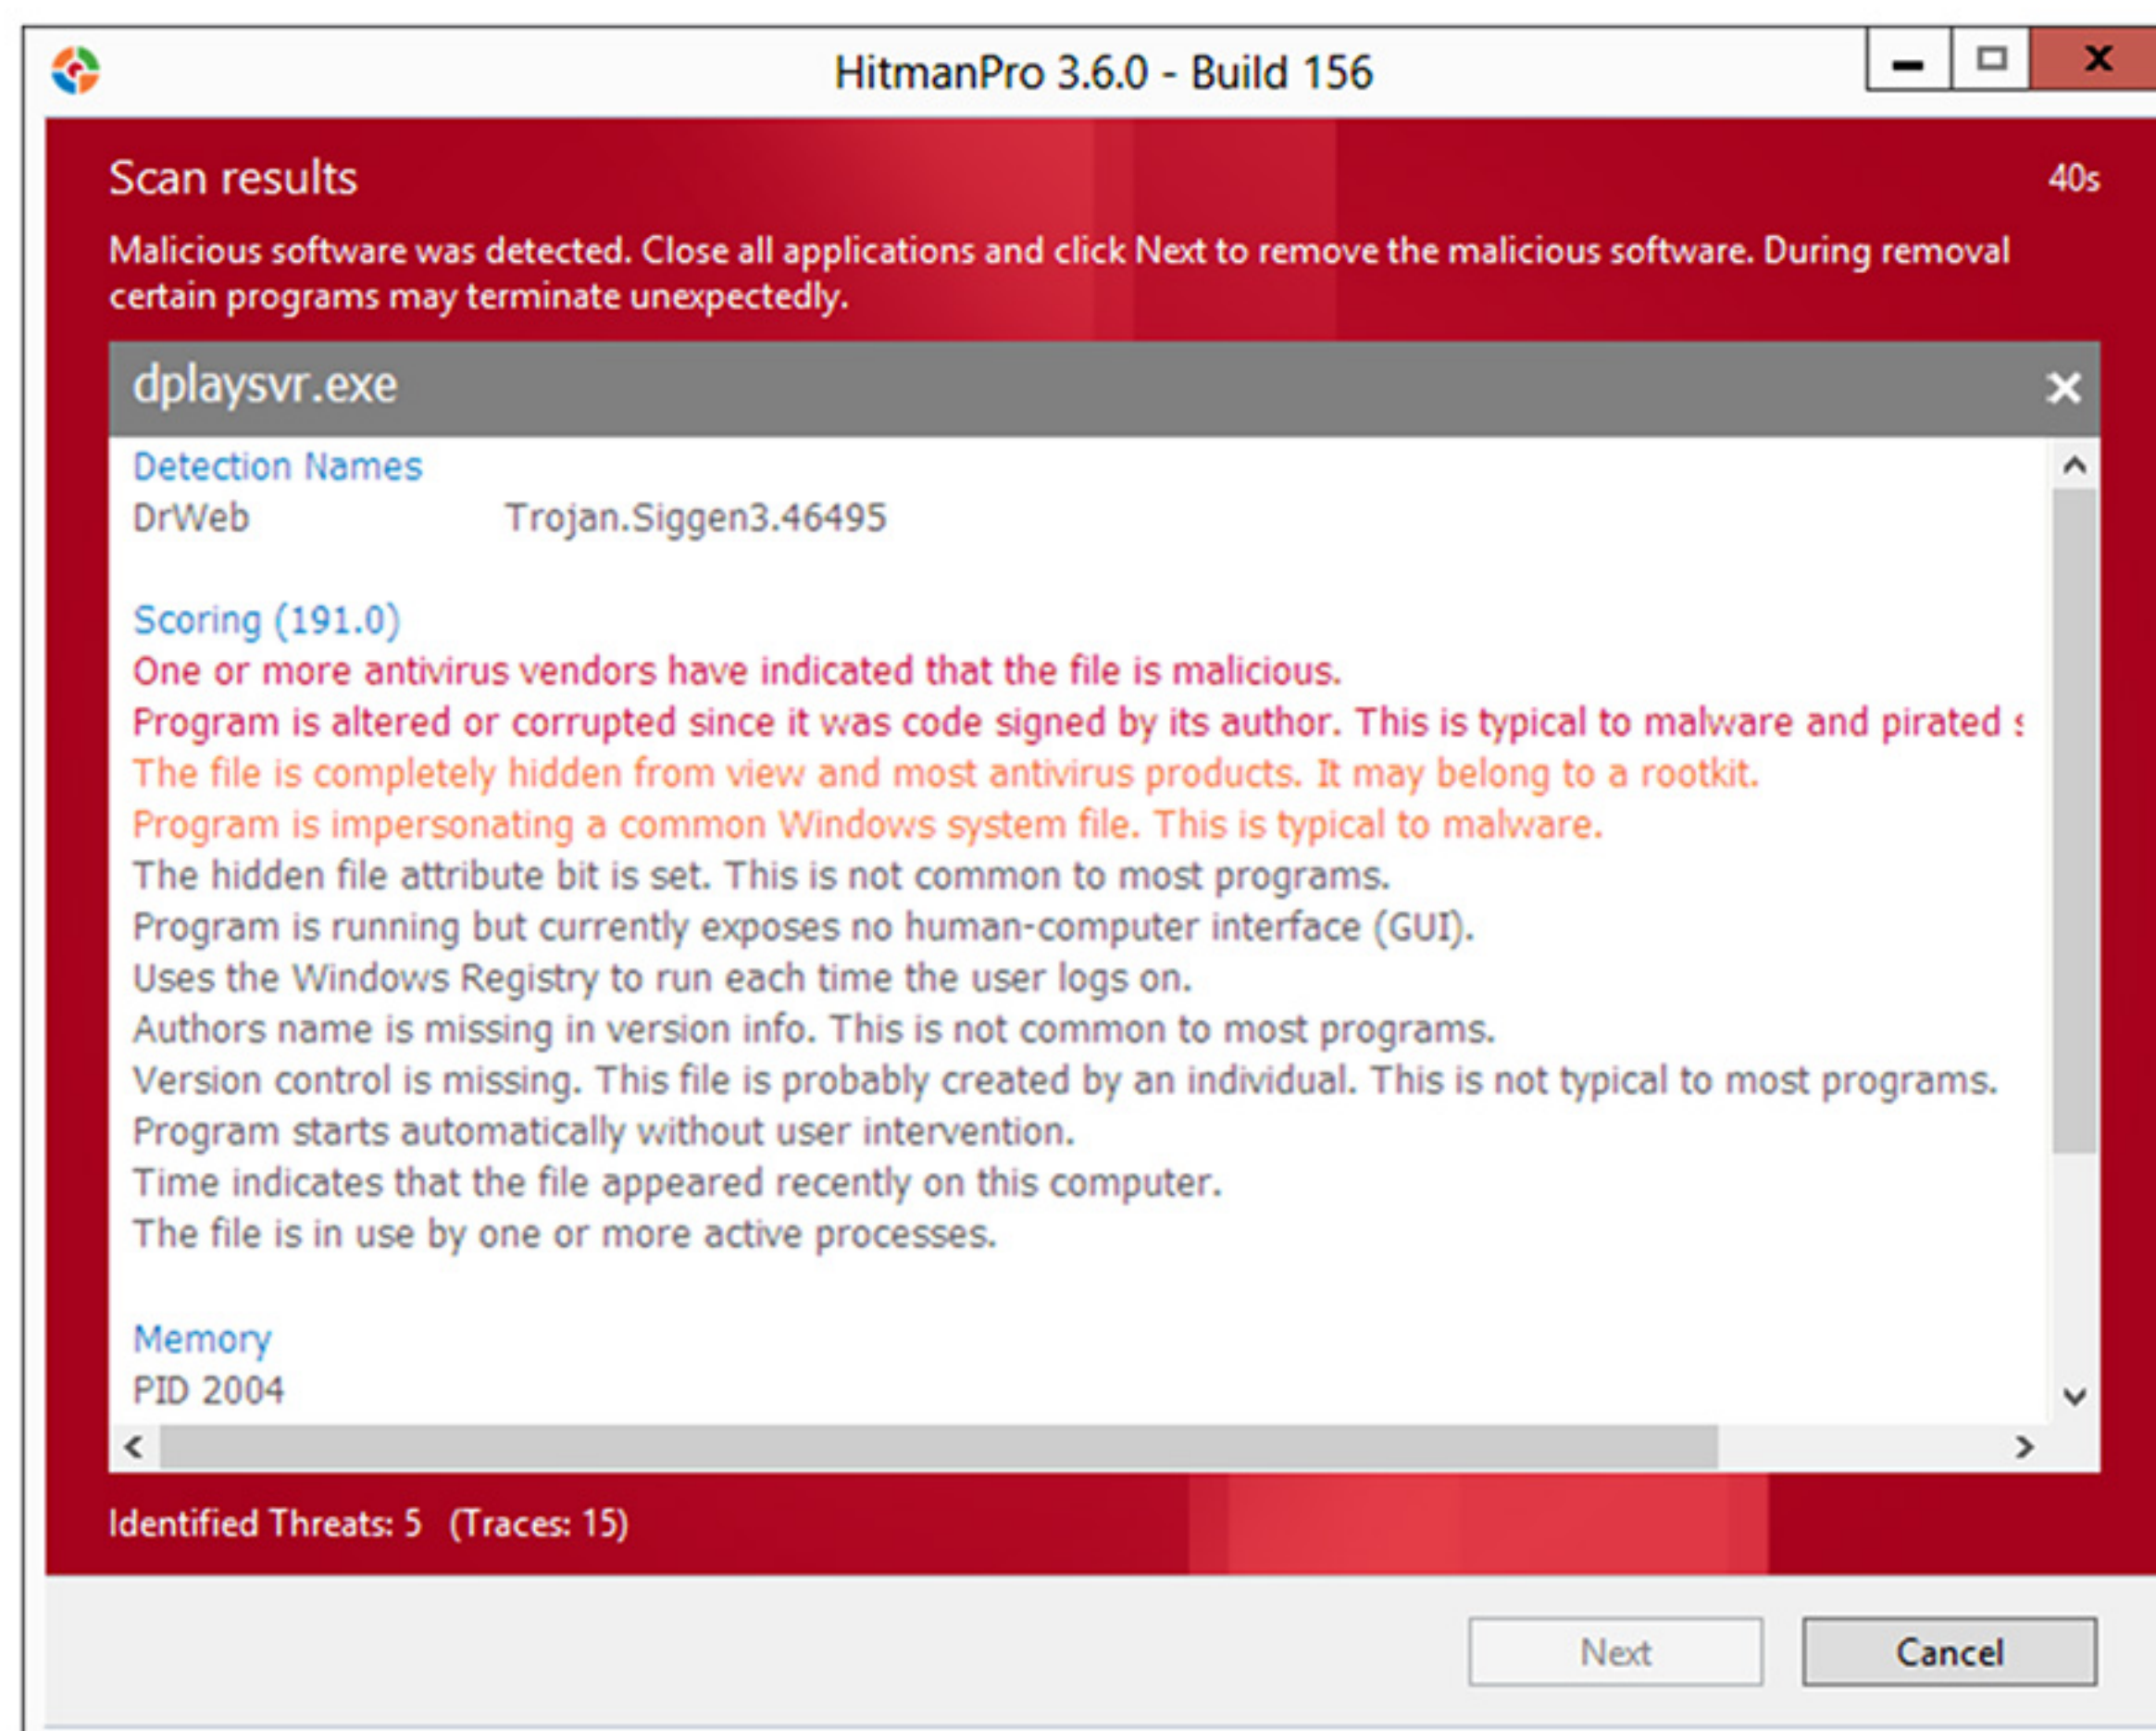 HitmanPro 3.6.0 - Build 156
Scan results
40s
Malicious software was detected. Close all applications and click Next to remove the malicious software. During removal
certain programs may terminate unexpectedly.
dplaysvr.exe
Detection Names
DrWeb Trojan.Siggen3.46495
Scoring (191.0)
One or more antivirus vendors have indicated that the file is malicious.
Program is altered or corrupted since it was code signed by its author. This is typical to malware and pirated
The file is completely hidden from view and most antivirus products. It may belong to a rootkit.
Program is impersonating a common Windows system file. This is typical to malware.
The hidden file attribute bit is set. This is not common to most programs.
Program is running but currently exposes no human-computer interface (GUI).
Uses the Windows Registry to run each time the user logs on.
Authors name is missing in version info. This is not common to most programs.
Version control is missing. This file is probably created by an individual. This is not typical to most programs.
Program starts automatically without user intervention.
Time indicates that the file appeared recently on this computer.
The file is in use by one or more active processes.
Memory
PID 2004
Identified Threats: 5 (Traces: 15)
Next
Cancel